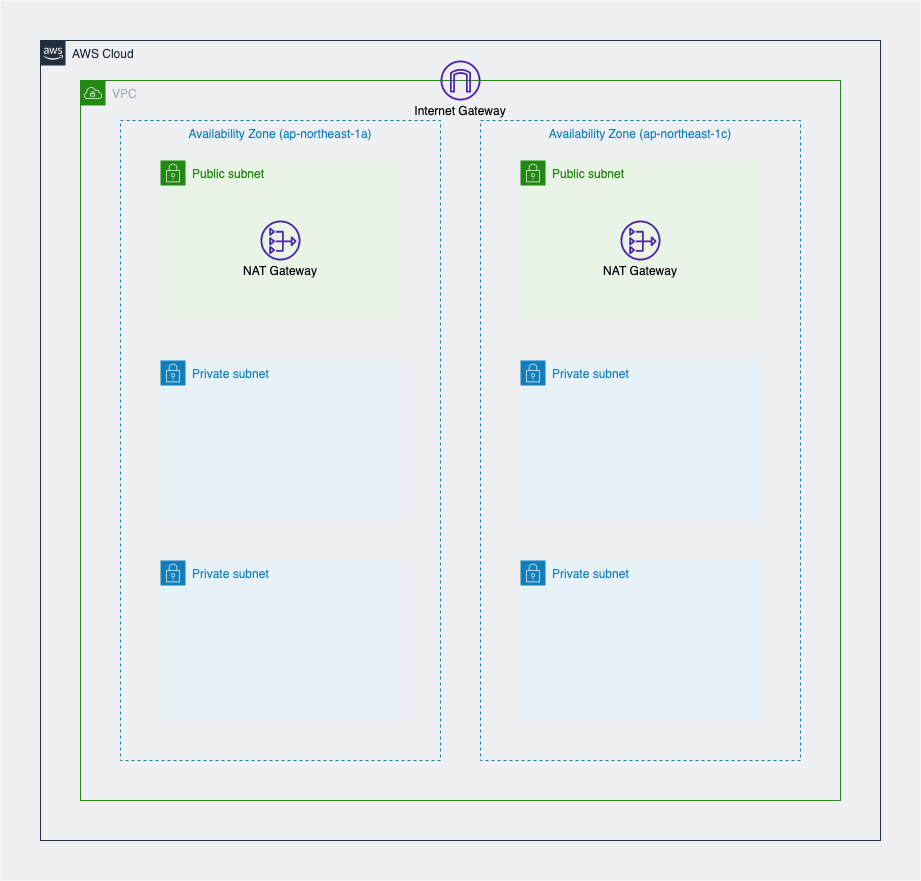 aws
AWS Cloud
VPC
Internet Gateway
Availability Zone (ap-northeast-1a)
Public subnet
NAT Gateway
Private subnet
Private subnet
Availability Zone (ap-northeast-1c)
Public subnet
NAT Gateway
Private subnet
Private subnet